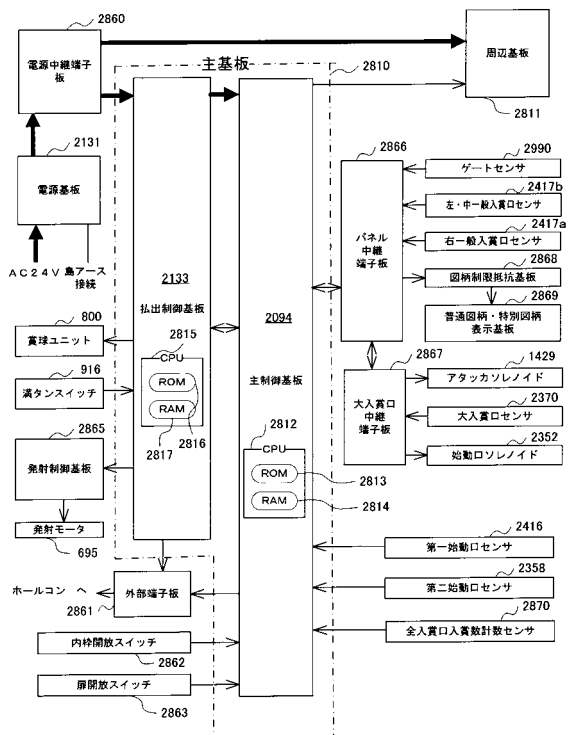 2860
電源中継端子
板
主基板
2810
周辺基板
2811
2131
電源基板
AC24V 島アース
接続
2866
パネル中
継端子板
2990
ゲートセンサ
2417b
左・中一般入賞口センサ
2417a
右一般入賞口センサ
2868
図柄制限抵抗基板
2869
普通図柄・特別図柄
表示基板
2133
払出制御基板
2815
CPU
ROM
RAM
2816
2817
2094
主制御基板
2812
CPU
ROM
RAM
2813
2814
800
賞球ユニット
916
満タンスイッチ
2865
発射制御基板
発射モータ
695
2867
大入賞口
中継
端子板
1429
アタッカソレノイド
2370
大入賞口センサ
2352
始動口ソレノイド
2416
第一始動口センサ
2358
第二始動口センサ
2870
全入賞口入賞数計数センサ
ホールコン へ
外部端子板
2861
内枠開放スイッチ
2862
扉開放スイッチ
2863